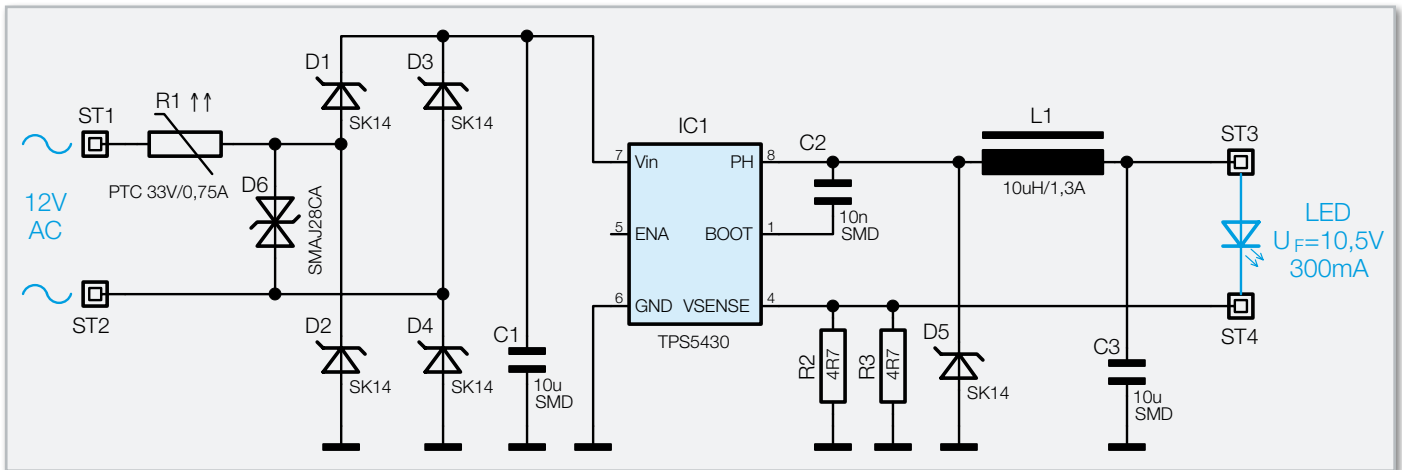 D1
D3
SK14
SK14
ST1
R1 ↑↑
PTC 33V/0,75A
12V
AC
D6
SMAJ28CA
ST2
D2
D4
SK14
SK14
C1
10u
SMD
IC1
7
Vin
PH
8
5
ENA
BOOT
1
6
GND
VSENSE
4
TPS5430
C2
10n
SMD
R2
4R7
R3
4R7
D5
SK14
L1
10uH/1,3A
C3
10u
SMD
ST3
LED
UF=10,5V
300mA
ST4